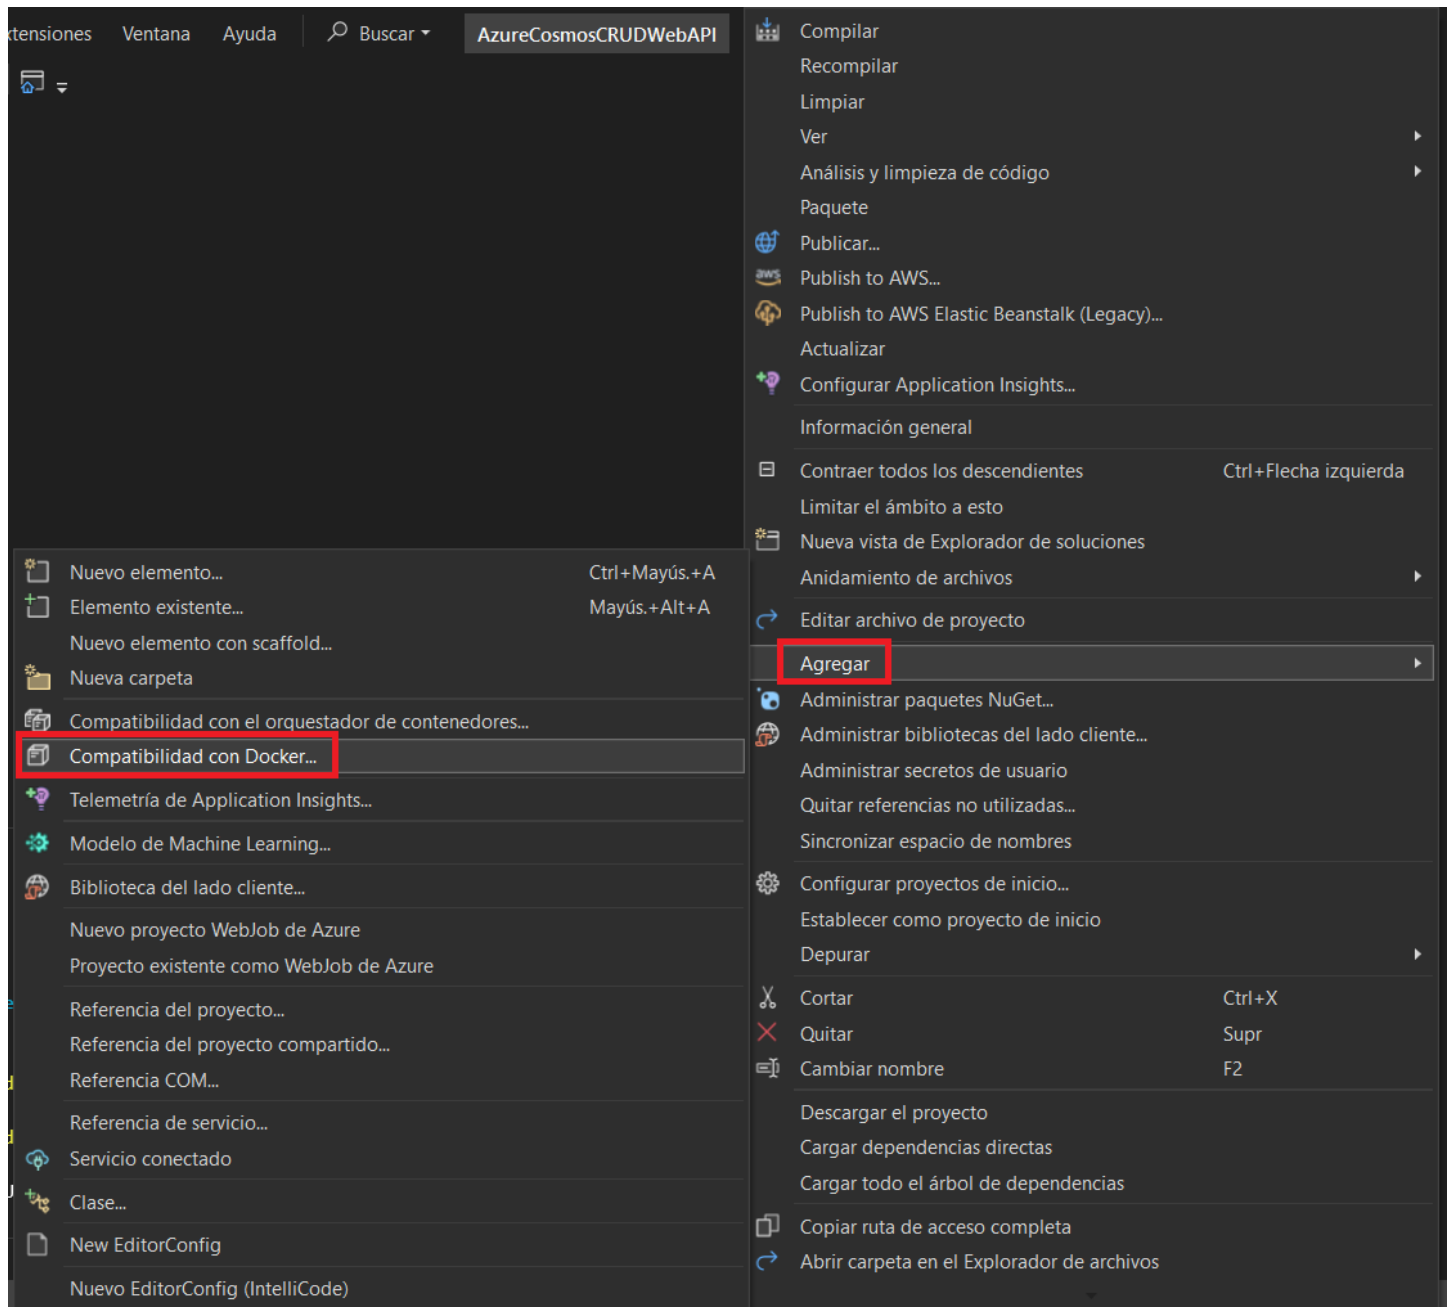 xtensiones Ventana Ayuda Buscar AzureCosmosCRUDWebAPI
Compilar
Recompilar
Limpiar
Ver
Análisis y limpieza de código
Paquete
Publicar...
aws Publish to AWS...
Publish to AWS Elastic Beanstalk (Legacy)...
Actualizar
Configurar Application Insights...
Información general
Contraer todos los descendientes Ctrl+Flecha izquierda
Limitar el ámbito a esto
Nueva vista de Explorador de soluciones
Anidamiento de archivos
Editar archivo de proyecto
Agregar
Administrar paquetes NuGet...
Administrar bibliotecas del lado cliente...
Administrar secretos de usuario
Quitar referencias no utilizadas...
Sincronizar espacio de nombres
Configurar proyectos de inicio...
Establecer como proyecto de inicio
Depurar
Cortar Ctrl+X
Quitar Supr
Cambiar nombre F2
Descargar el proyecto
Cargar dependencias directas
Cargar todo el árbol de dependencias
Copiar ruta de acceso completa
Abrir carpeta en el Explorador de archivos
Nuevo elemento... Ctrl+Mayús.+A
Elemento existente... Mayús.+Alt+A
Nuevo elemento con scaffold...
Nueva carpeta
Compatibilidad con el orquestador de contenedores...
Compatibilidad con Docker...
Telemetría de Application Insights...
Modelo de Machine Learning...
Biblioteca del lado cliente...
Nuevo proyecto WebJob de Azure
Proyecto existente como WebJob de Azure
Referencia del proyecto...
Referencia del proyecto compartido...
Referencia COM...
Referencia de servicio...
Servicio conectado
Clase...
New EditorConfig
Nuevo EditorConfig (IntelliCode)